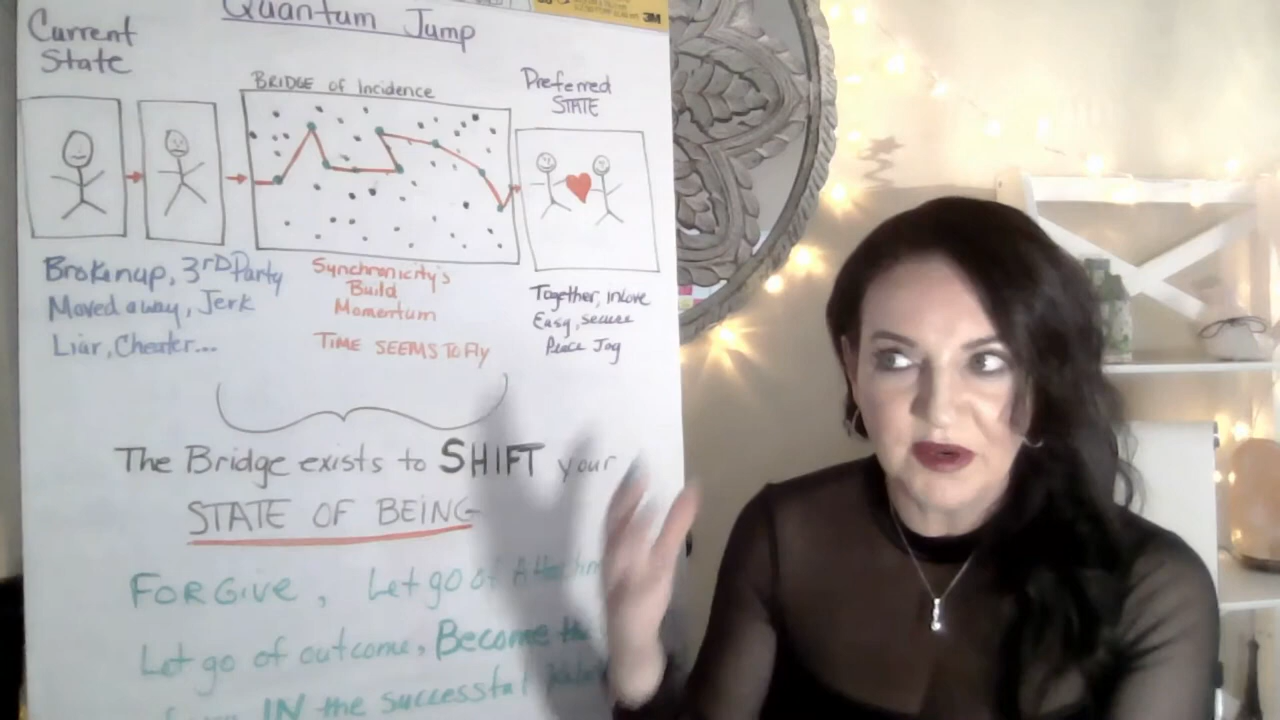 Quantum Jump
3M
Current
State
BRIDGE of Incidence
Preferred
STATE
Brokenup, 3rD Party
Moved away, Jerk
Liar, Cheater...
Synchronicity's
Build
Momentum
TIME SEEMS TO Fly
Together, inlove
Easy, secure
Peace Joy
The Bridge exists to SHIFT your
STATE OF BEING
FORGIVE, Let go of
Let go of outcome, Become the
IN the